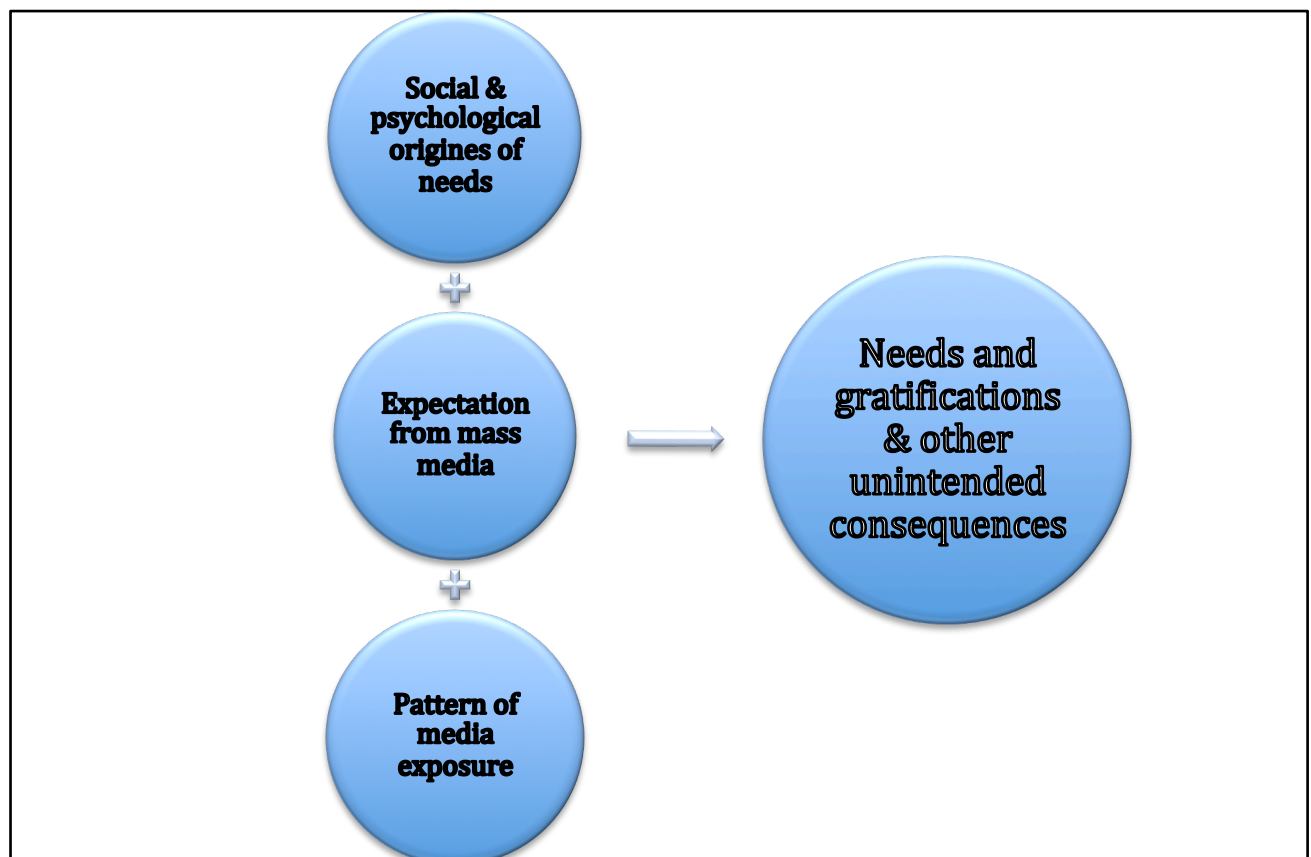 Social &
psychological
origines of
needs
Expectation
from mass
media
Pattern of
media
exposure
Needs and
gratifications
& other
unintended
consequences